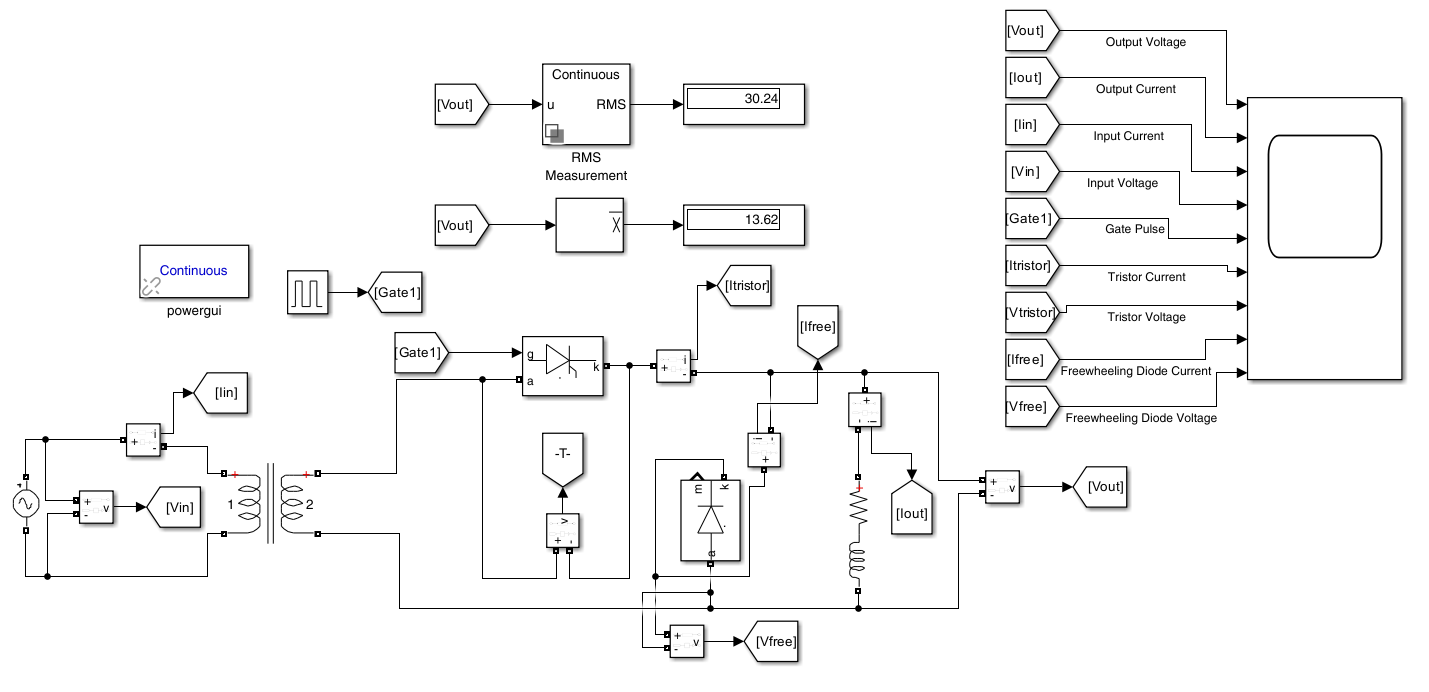 [Vout]
Continuous
u
RMS
30.24
RMS
Measurement
[Vout]
x
13.62
Continuous
powergui
[Gate1]
[Gate1]
g
a
k
[Itristor]
i
+
-
[Ifree]
[Iin]
i
+
-
+
-
v
[Vin]
1
2
+
+
-T-
v
+
-
m
k
a
i
-
+
+
-
i
[Iout]
+
-
v
[Vout]
+
-
v
[Vfree]
[Vout]
Output Voltage
[Iout]
Output Current
[Iin]
Input Current
[Vin]
Input Voltage
[Gate1]
Gate Pulse
[Itristor]
Tristor Current
[Vtristor]
Tristor Voltage
[Ifree]
Freewheeling Diode Current
[Vfree]
Freewheeling Diode Voltage